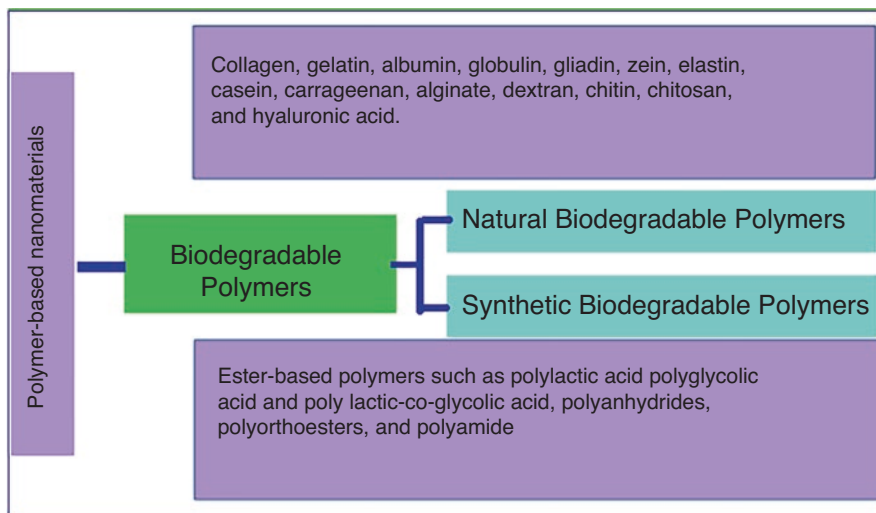 Polymer-based nanomaterials
Collagen, gelatin, albumin, globulin, gliadin, zein, elastin,
casein, carrageenan, alginate, dextran, chitin, chitosan,
and hyaluronic acid.
Biodegradable
Polymers
Natural Biodegradable Polymers
Synthetic Biodegradable Polymers
Ester-based polymers such as polylactic acid polyglycolic
acid and poly lactic-co-glycolic acid, polyanhydrides,
polyorthoesters, and polyamide